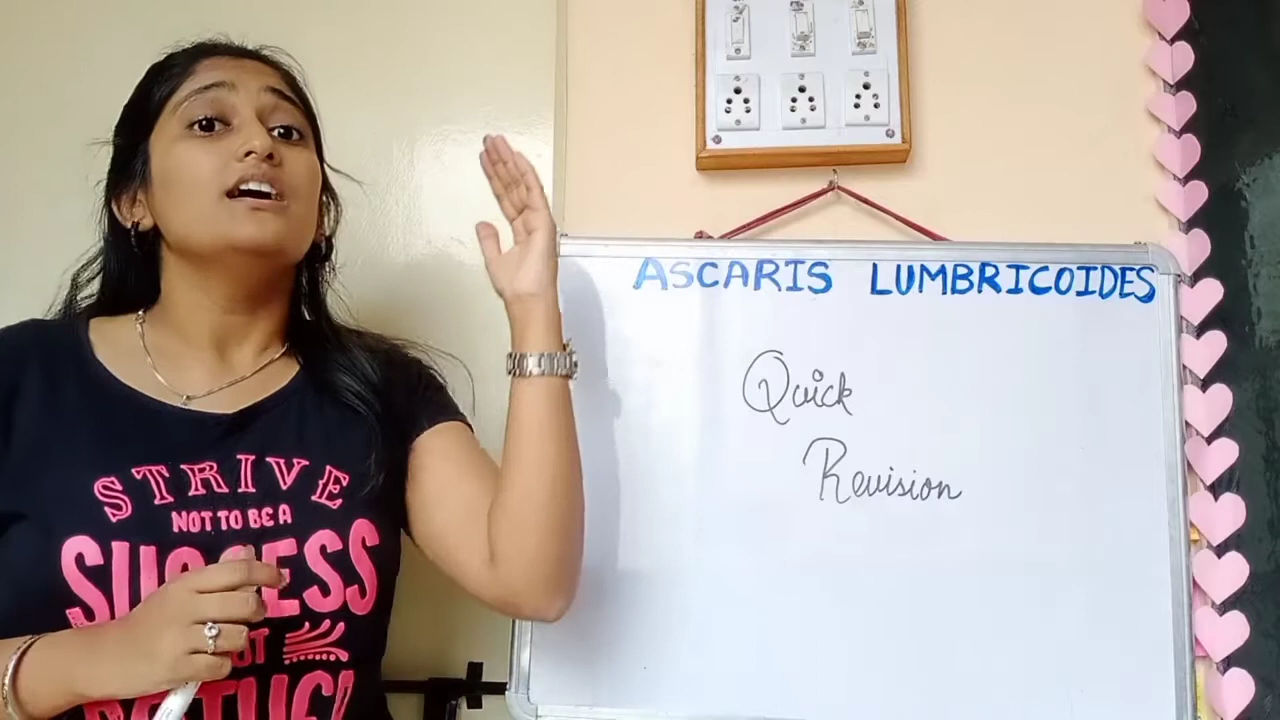 ASCARIS LUMBRICOIDES
Quick
Revision
STRIVE
NOT TO BE A